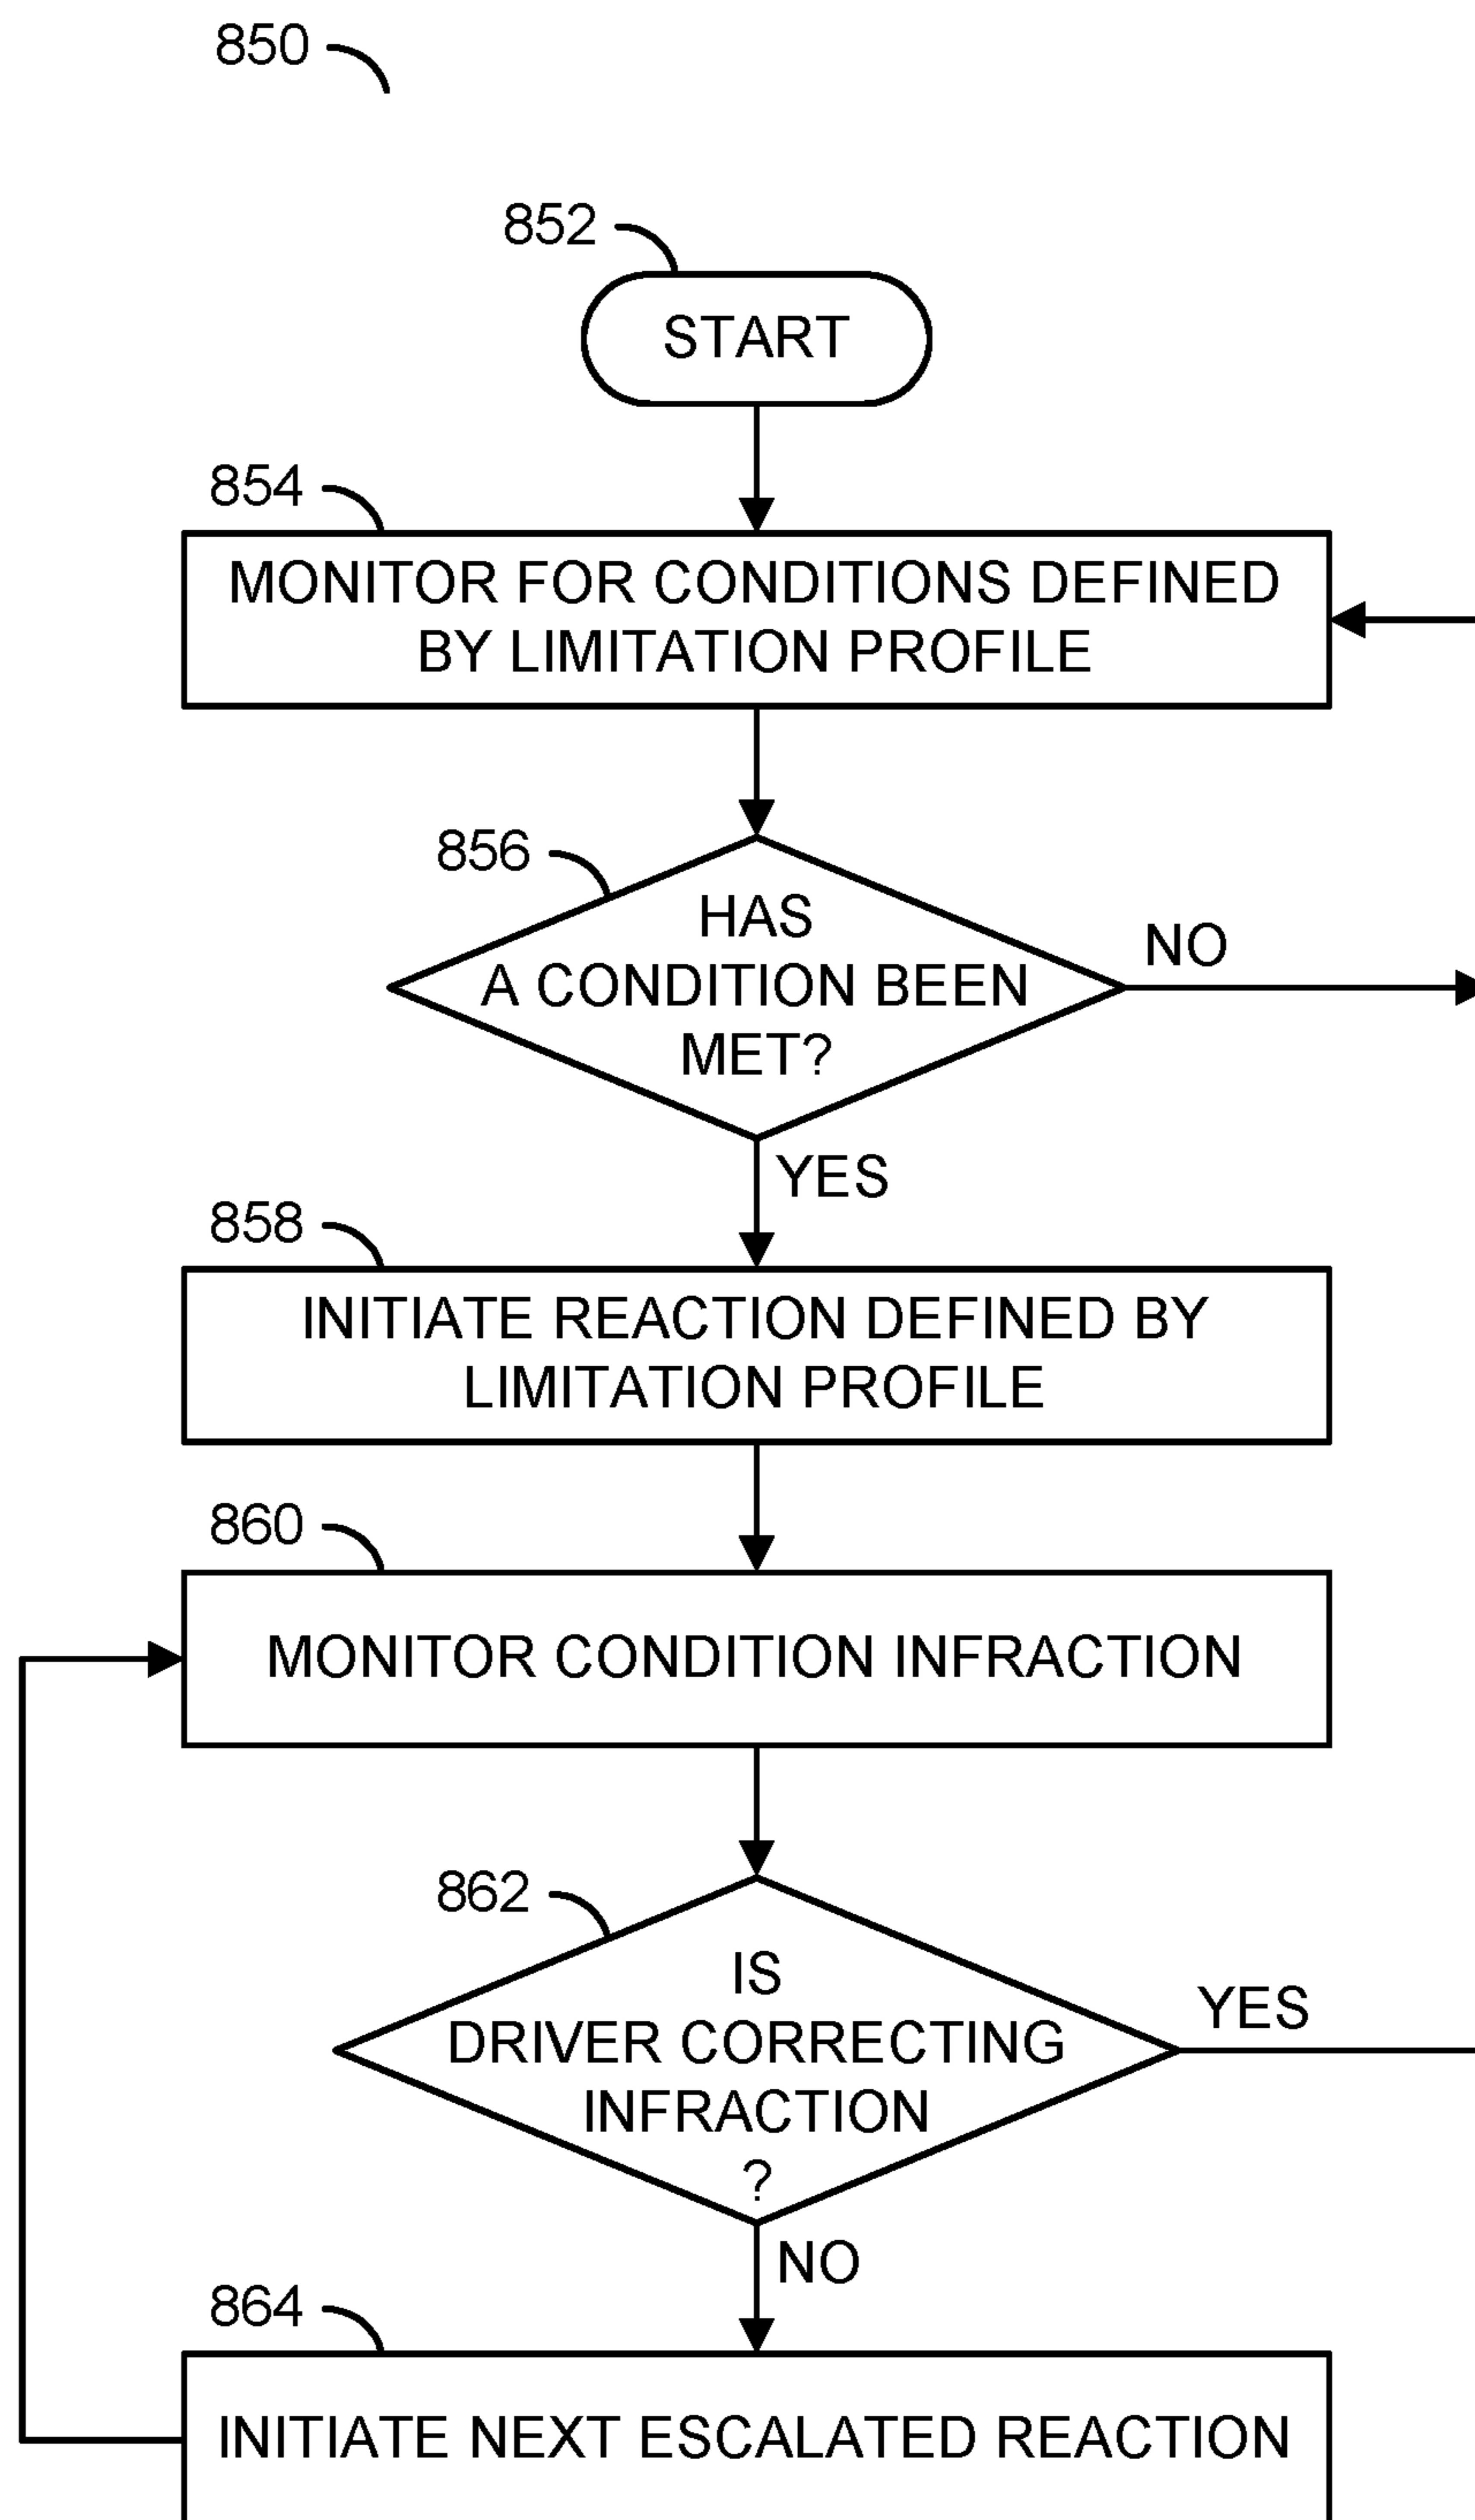 850
852
START
854
MONITOR FOR CONDITIONS DEFINED
BY LIMITATION PROFILE
856
HAS
A CONDITION BEEN
MET?
NO
YES
858
INITIATE REACTION DEFINED BY
LIMITATION PROFILE
860
MONITOR CONDITION INFRACTION
862
IS
DRIVER CORRECTING
INFRACTION
?
YES
NO
864
INITIATE NEXT ESCALATED REACTION